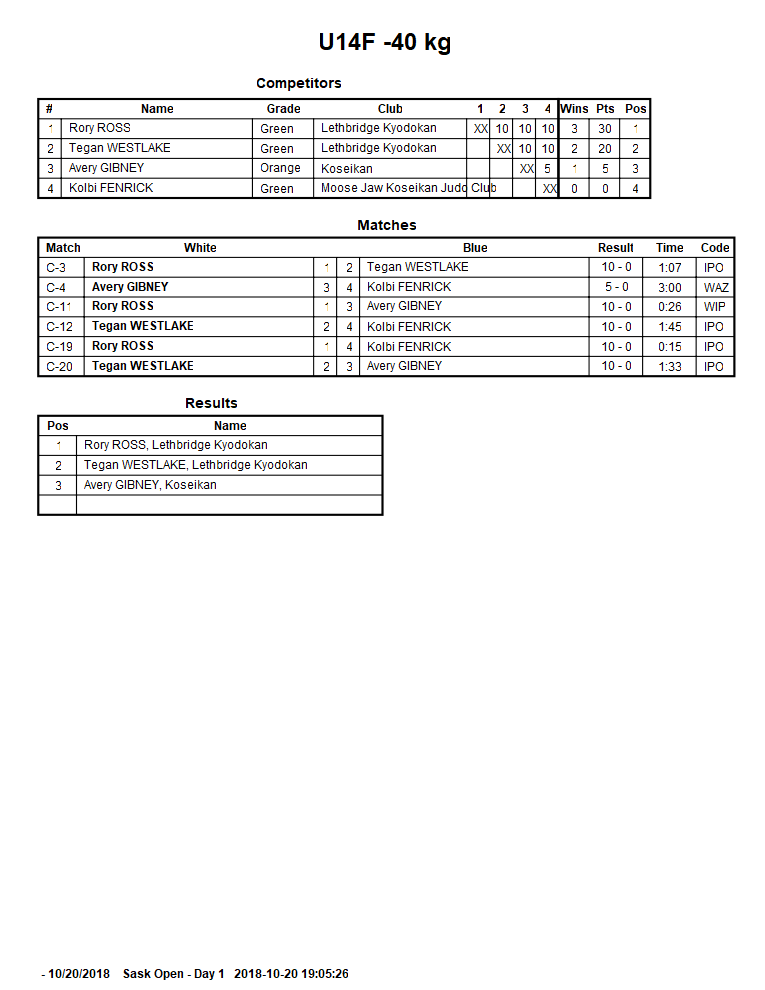 U14F -40 kg
Competitors
# Name Grade Club 1 2 3 4 Wins Pts Pos
1 Rory ROSS Green Lethbridge Kyodokan XX 10 10 10 3 30 1
2 Tegan WESTLAKE Green Lethbridge Kyodokan XX 10 10 2 20 2
3 Avery GIBNEY Orange Koseikan XX 5 1 5 3
4 Kolbi FENRICK Green Moose Jaw Koseikan Judo Club XX 0 0 4
Matches
Match White Blue Result Time Code
C-3 Rory ROSS 1 2 Tegan WESTLAKE 10 - 0 1:07 IPO
C-4 Avery GIBNEY 3 4 Kolbi FENRICK 5 - 0 3:00 WAZ
C-11 Rory ROSS 1 3 Avery GIBNEY 10 - 0 0:26 WIP
C-12 Tegan WESTLAKE 2 4 Kolbi FENRICK 10 - 0 1:45 IPO
C-19 Rory ROSS 1 4 Kolbi FENRICK 10 - 0 0:15 IPO
C-20 Tegan WESTLAKE 2 3 Avery GIBNEY 10 - 0 1:33 IPO
Results
Pos Name
1 Rory ROSS, Lethbridge Kyodokan
2 Tegan WESTLAKE, Lethbridge Kyodokan
3 Avery GIBNEY, Koseikan
- 10/20/2018 Sask Open - Day 1 2018-10-20 19:05:26